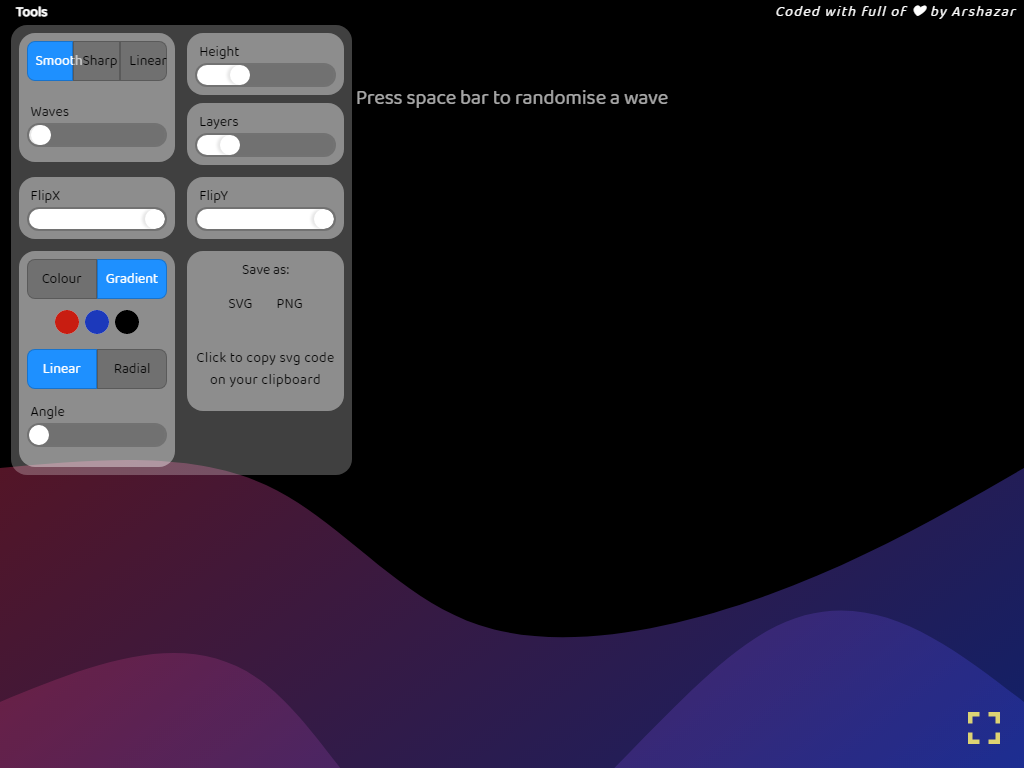 Tools
Coded with Full of by Arshazar
Smooth Sharp Linear
Waves
Height
Layers
Press space bar to randomise a wave
FlipX
FlipY
Colour Gradient
Linear Radial
Angle
Save as:
SVG PNG
Click to copy svg code
on your clipboard